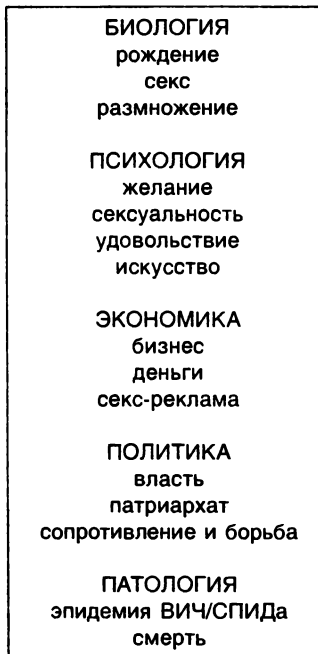 БИОЛОГИЯ
рождение
секс
размножение
ПСИХОЛОГИЯ
желание
сексуальность
удовольствие
искусство
ЭКОНОМИКА
бизнес
деньги
секс-реклама
ПОЛИТИКА
власть
патриархат
сопротивление и борьба
ПАТОЛОГИЯ
эпидемия ВИЧ/СПИДа
смерть